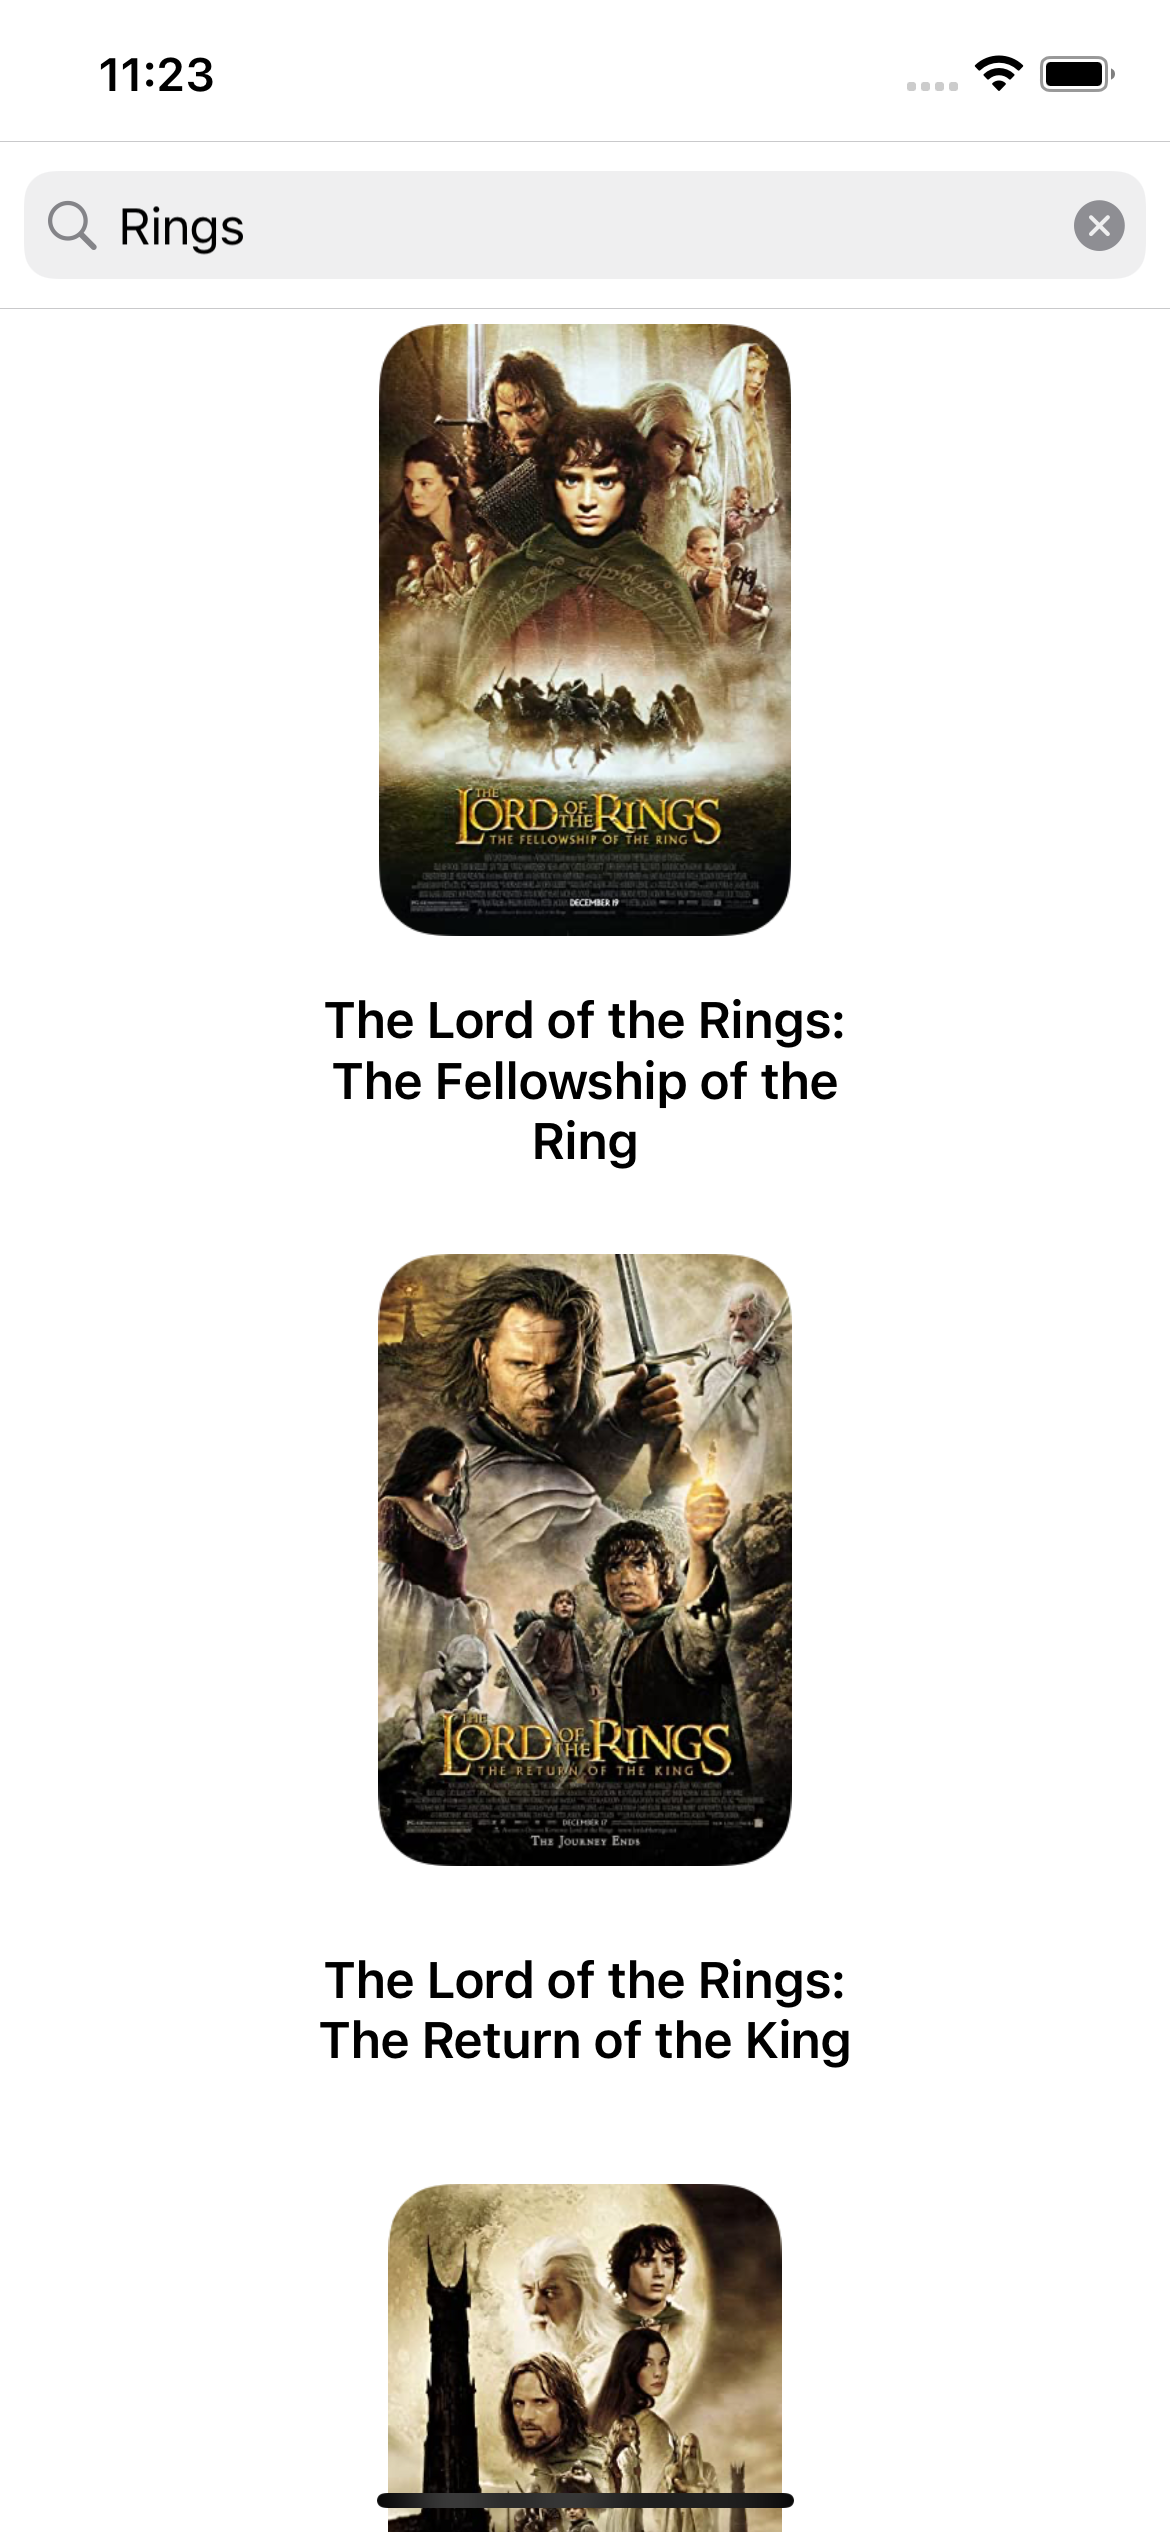 11:23
Rings
THE
LORD OF THE RINGS
THE FELLOWSHIP OF THE RING
DECEMBER 19
The Lord of the Rings:
The Fellowship of the
Ring
THE
LORD OF THE RINGS
THE RETURN OF THE KING
DECEMBER 17
THE JOURNEY ENDS
The Lord of the Rings:
The Return of the King